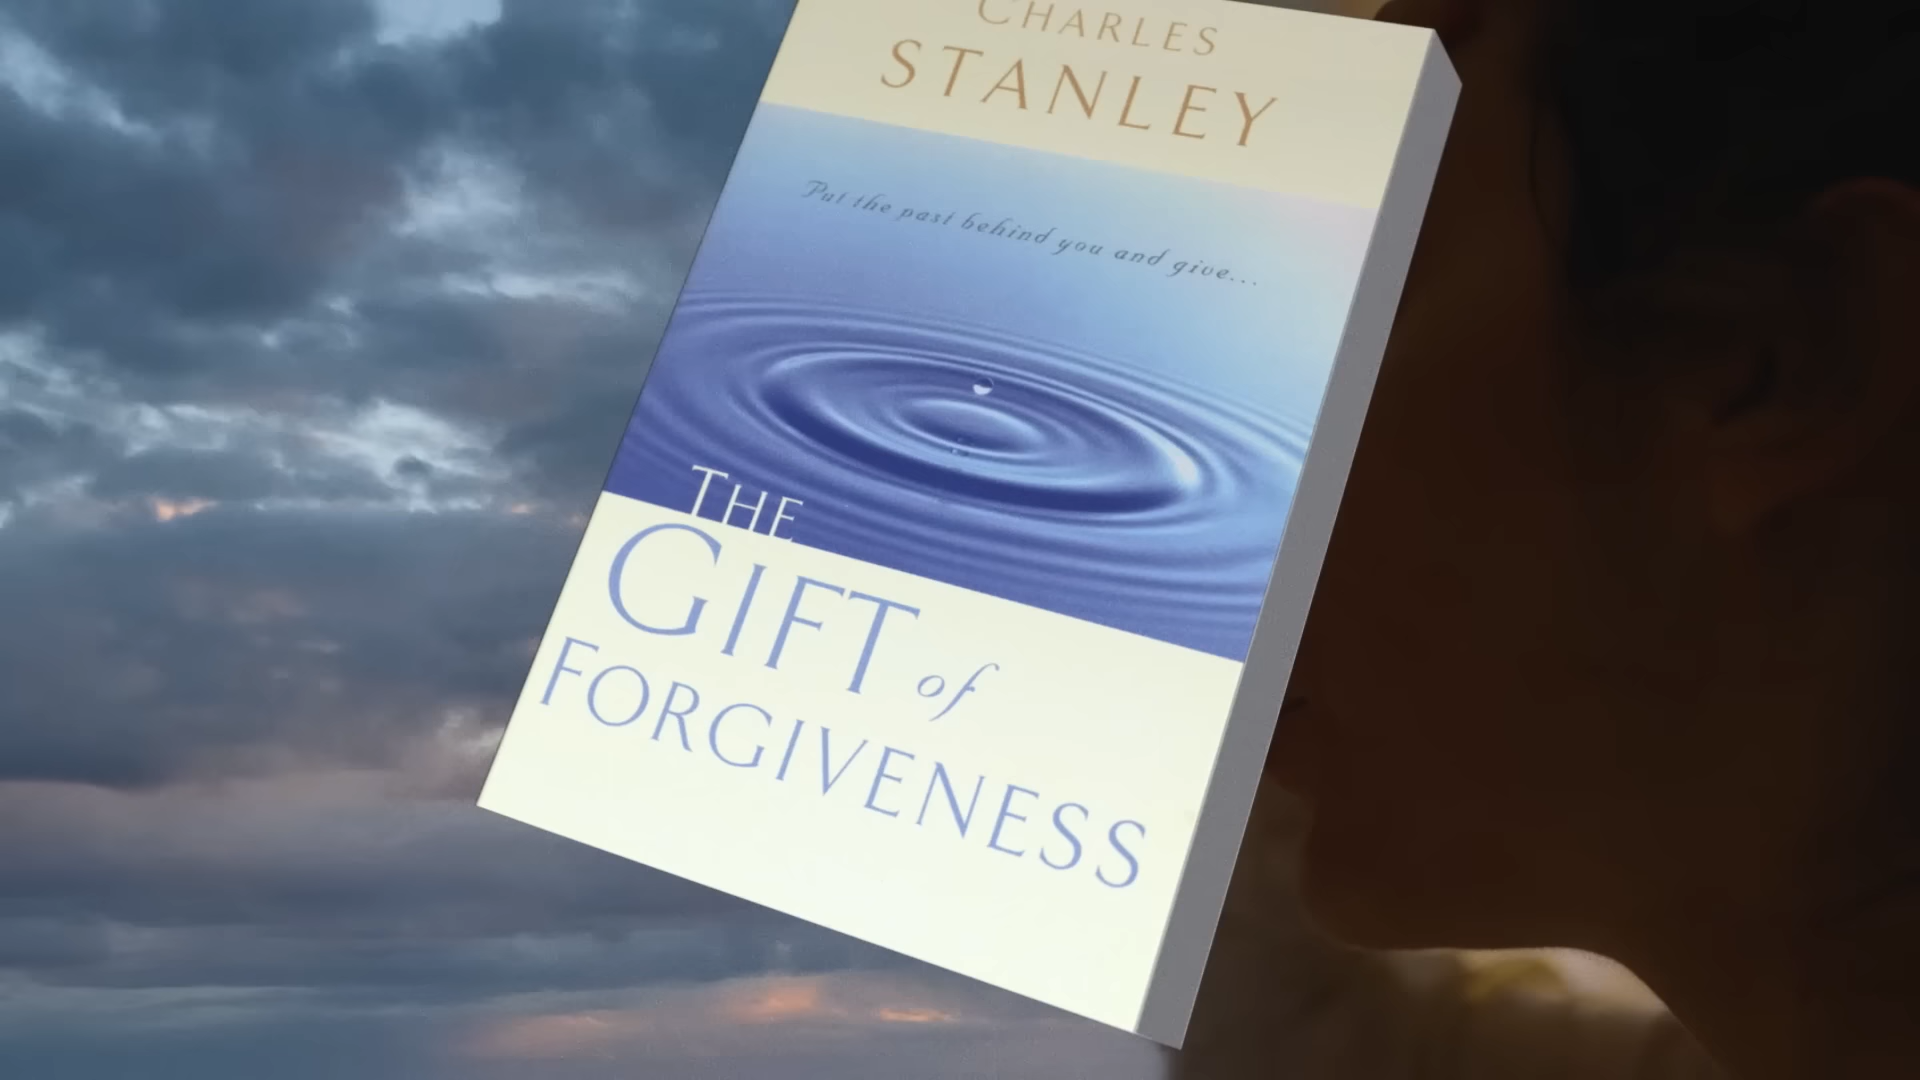 CHARLES
STANLEY
Put the past behind you and give...
THE
GIFT of
FORGIVENESS